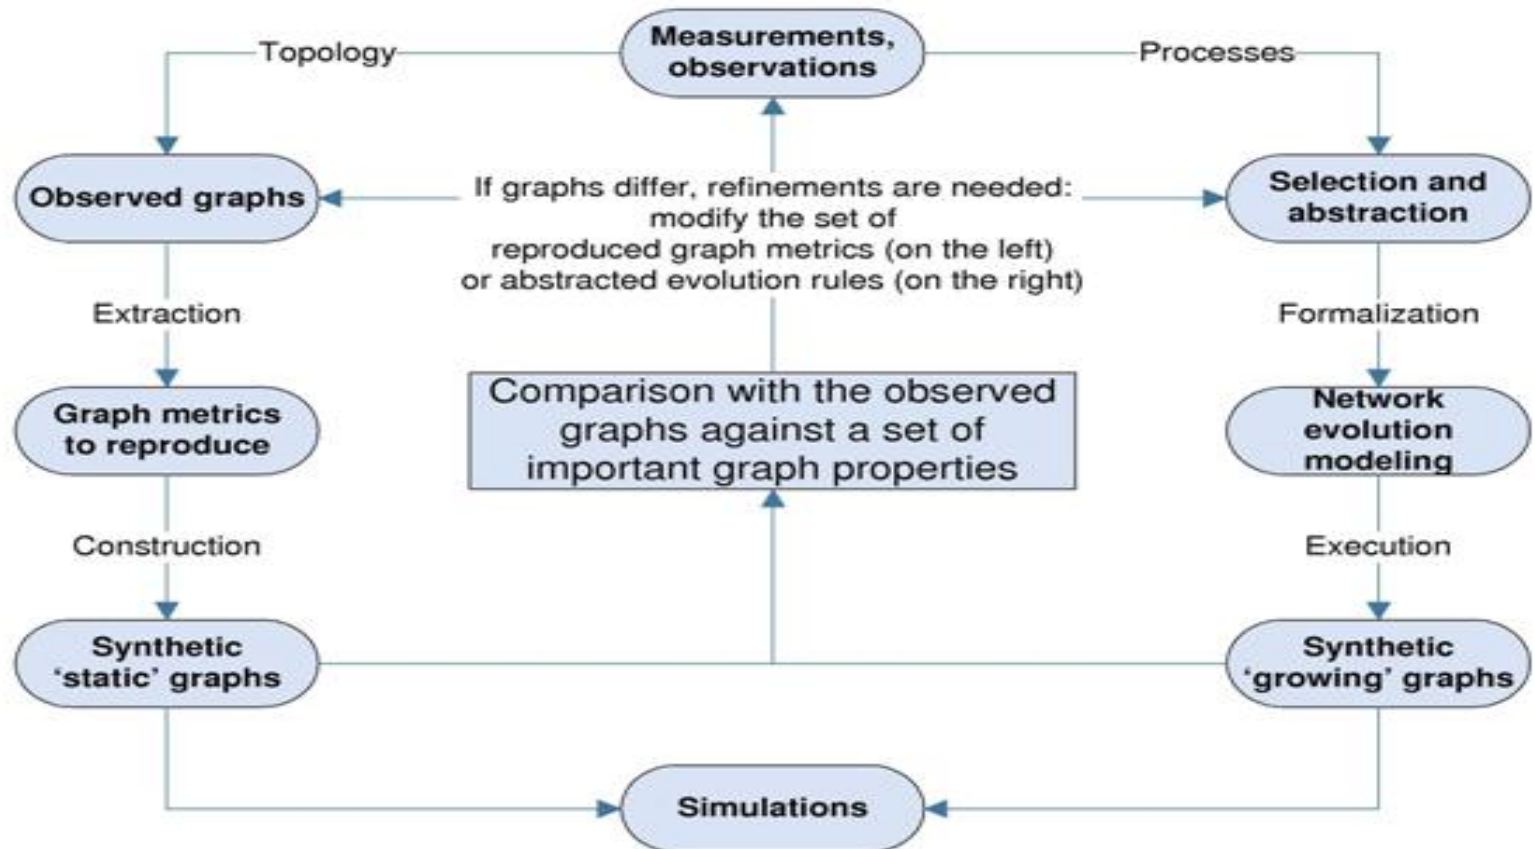 Measurements,
observations
Topology
Processes
Observed graphs
If graphs differ, refinements are needed:
modify the set of
reproduced graph metrics (on the left)
or abstracted evolution rules (on the right)
Selection and
abstraction
Extraction
Formalization
Graph metrics
to reproduce
Comparison with the observed
graphs against a set of
important graph properties
Network
evolution
modeling
Construction
Execution
Synthetic
‘static’ graphs
Synthetic
‘growing’ graphs
Simulations